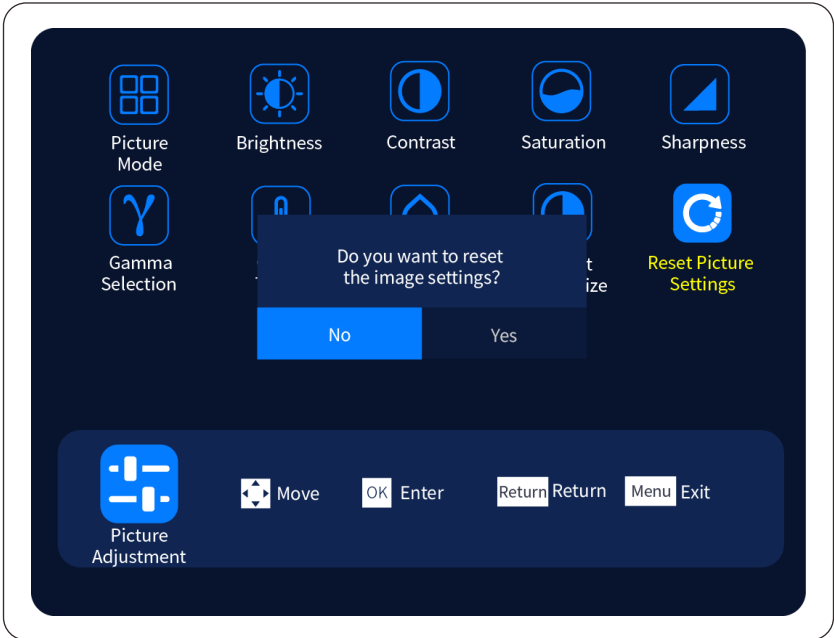 Picture
Mode
Brightness
Contrast
Saturation
Sharpness
γ
Gamma
Selection
Do you want to reset
the image settings?
No
Yes
Reset Picture
Settings
Picture
Adjustment
Move
OK Enter
Return Return
Menu Exit